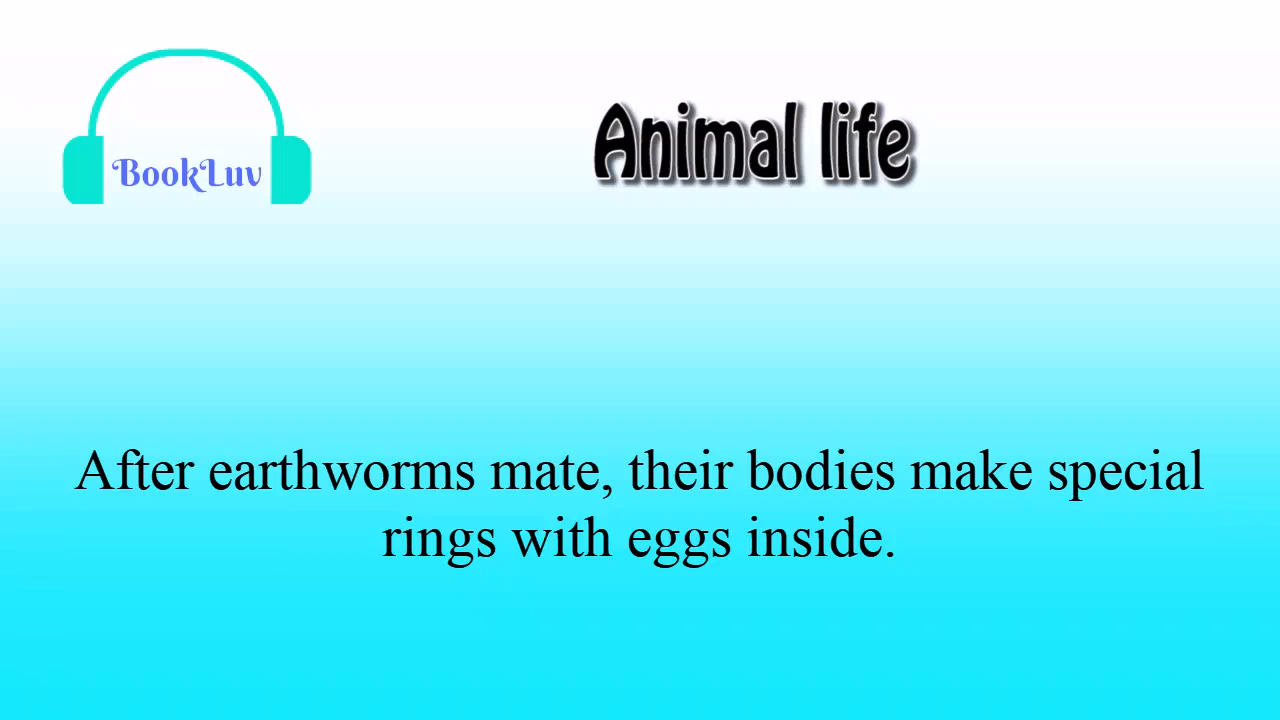 BookLuv
Animal life
After earthworms mate, their bodies make special
rings with eggs inside.